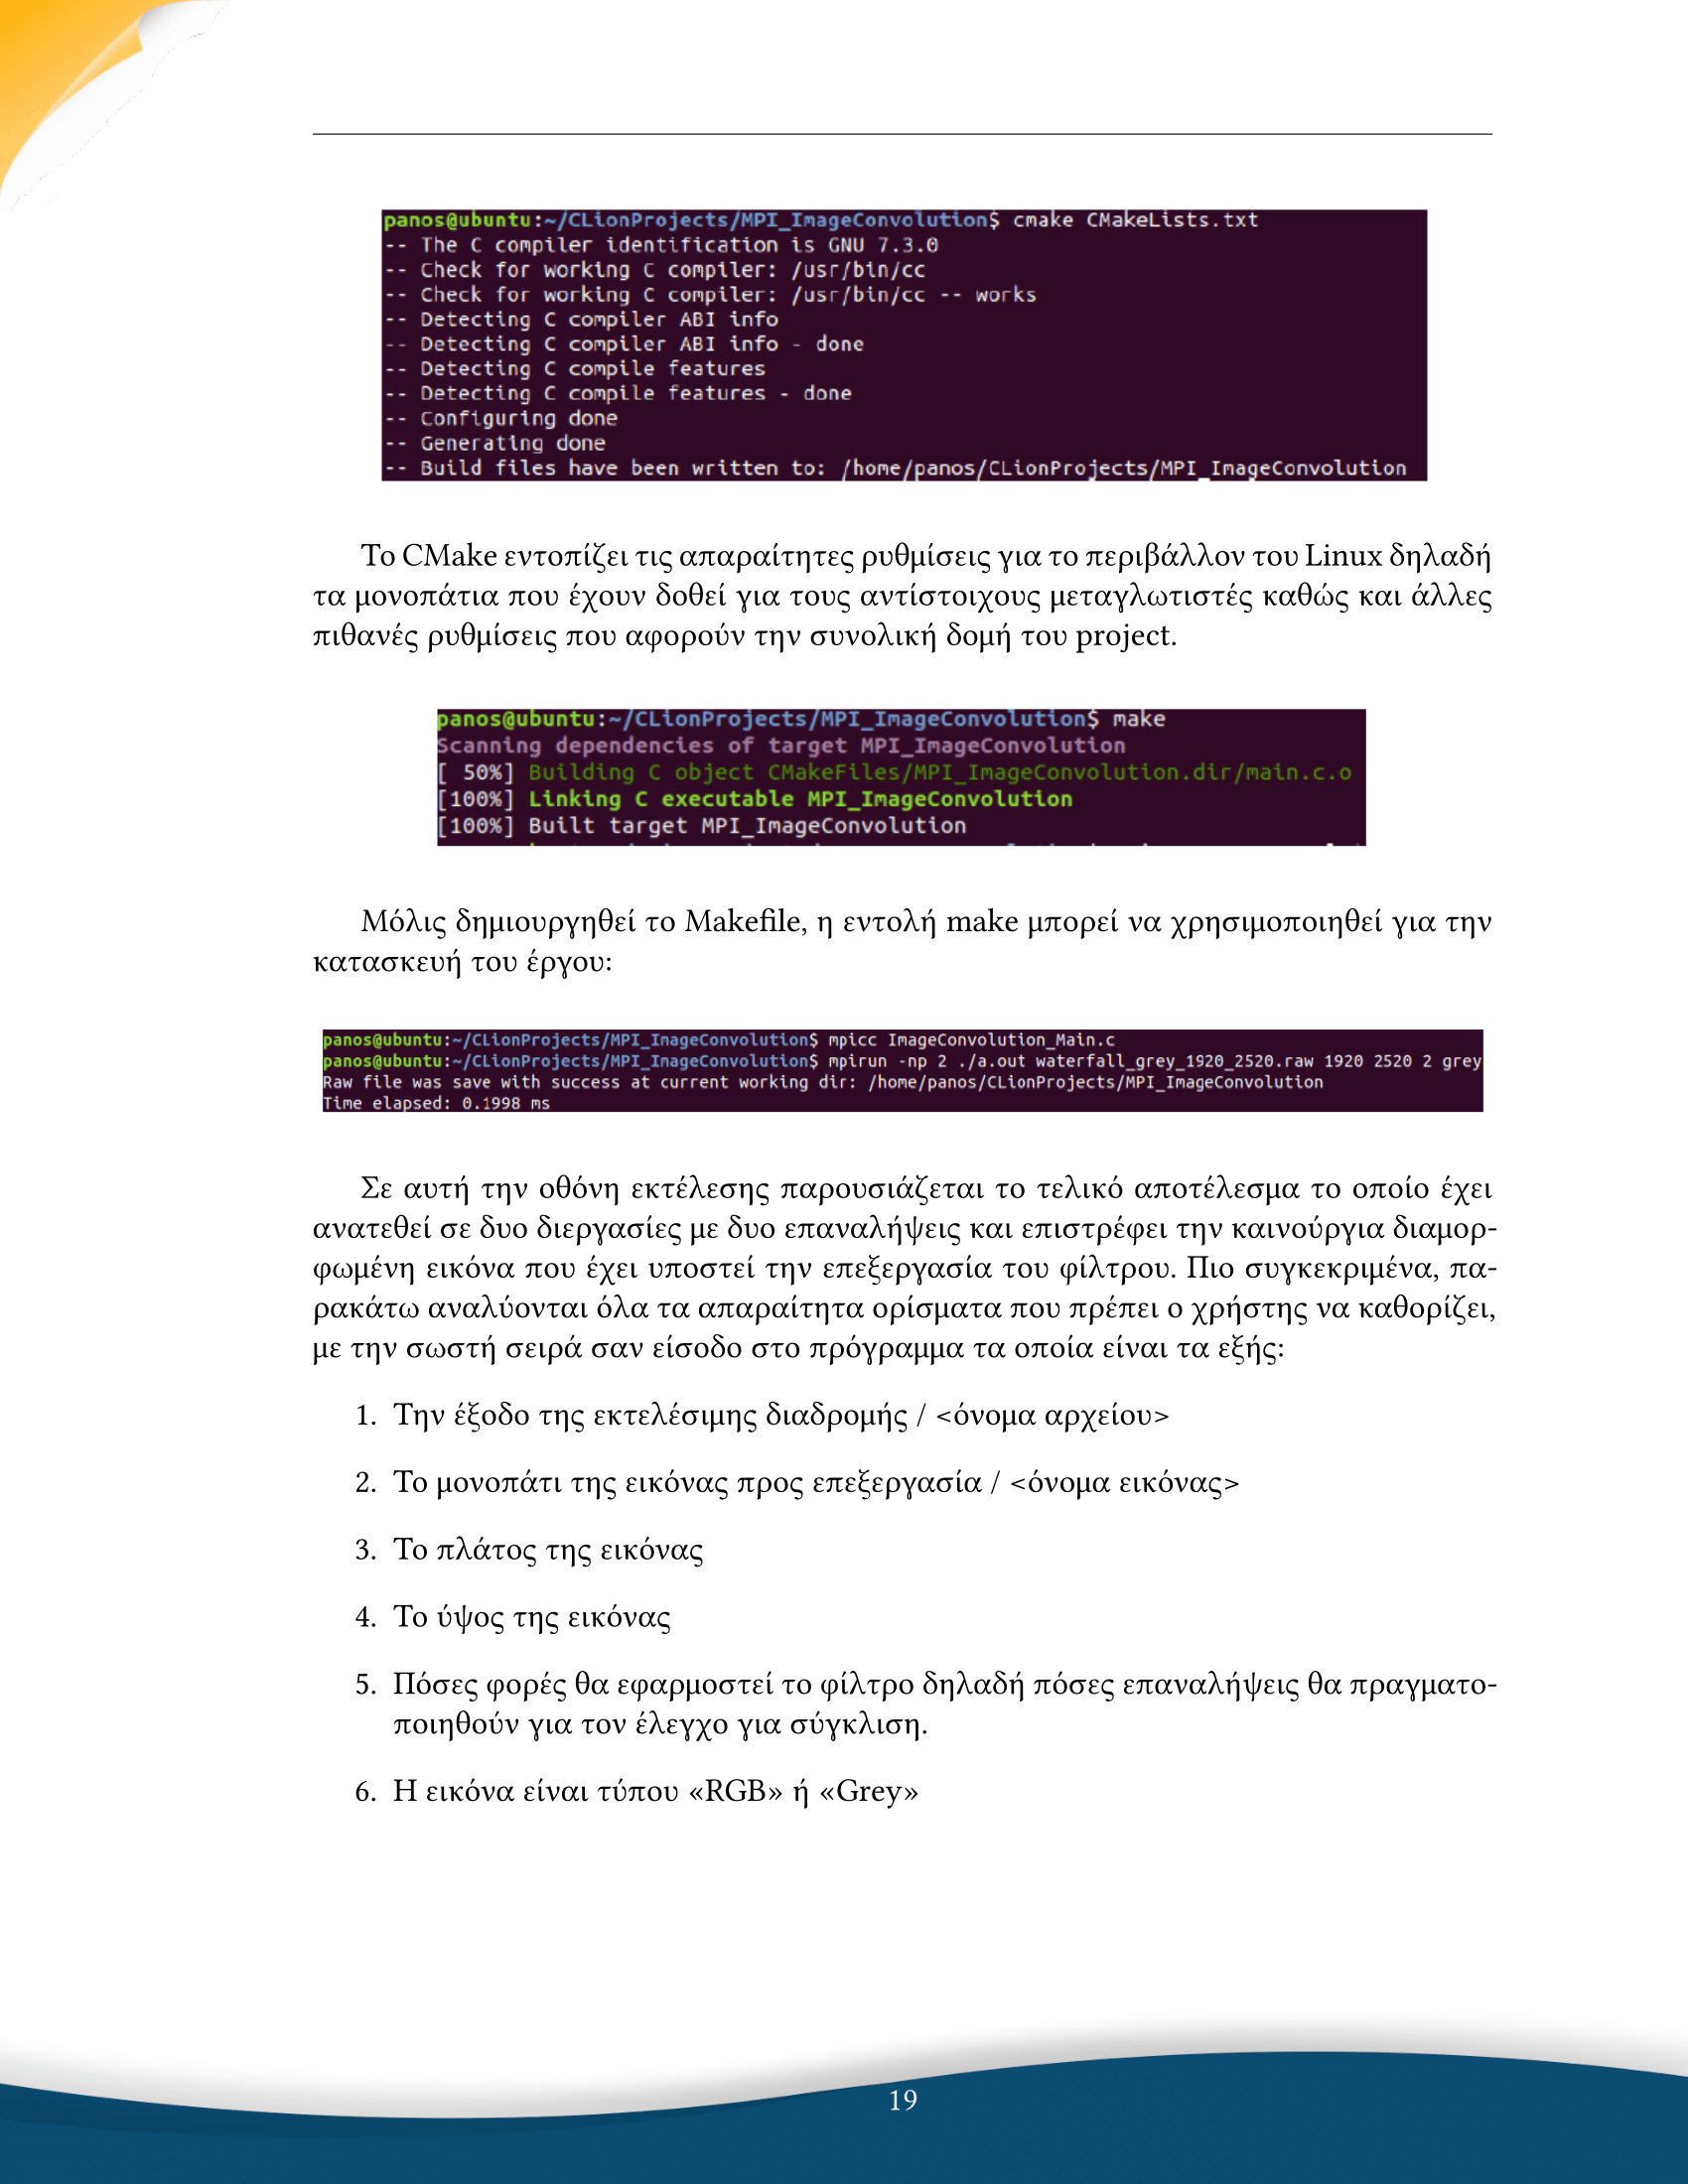 panos@ubuntu:~/CLionProjects/MPI_ImageConvolution$ cmake CMakeLists.txt
-- The C compiler identification is GNU 7.3.0
-- Check for working C compiler: /usr/bin/cc
-- Check for working C compiler: /usr/bin/cc -- works
-- Detecting C compiler ABI info
-- Detecting C compiler ABI info - done
-- Detecting C compile features
-- Detecting C compile features - done
-- Configuring done
-- Generating done
-- Build files have been written to: /home/panos/CLionProjects/MPI_ImageConvolution
Το CMake εντοπίζει τις απαραίτητες ρυθμίσεις για το περιβάλλον του Linux δηλαδή
τα μονοπάτια που έχουν δοθεί για τους αντίστοιχους μεταγλωτιστές καθώς και άλλες
πιθανές ρυθμίσεις που αφορούν την συνολική δομή του project.
panos@ubuntu:~/CLionProjects/MPI_ImageConvolution$ make
Scanning dependencies of target MPI_ImageConvolution
[ 50%] Building C object CMakeFiles/MPI_ImageConvolution.dir/main.c.o
[100%] Linking C executable MPI_ImageConvolution
[100%] Built target MPI_ImageConvolution
Μόλις δημιουργηθεί το Makefile, η εντολή make μπορεί να χρησιμοποιηθεί για την
κατασκευή του έργου:
panos@ubuntu:~/CLionProjects/MPI_ImageConvolution$ mpicc ImageConvolution_Main.c
panos@ubuntu:~/CLionProjects/MPI_ImageConvolution$ mpirun -np 2 ./a.out waterfall_grey_1920_2520.raw 1920 2520 2 grey
Raw file was save with success at current working dir: /home/panos/CLionProjects/MPI_ImageConvolution
Time elapsed: 0.1998 ms
Σε αυτή την οθόνη εκτέλεσης παρουσιάζεται το τελικό αποτέλεσμα το οποίο έχει
ανατεθεί σε δυο διεργασίες με δυο επαναλήψεις και επιστρέφει την καινούργια διαμορ-
φωμένη εικόνα που έχει υποστεί την επεξεργασία του φίλτρου. Πιο συγκεκριμένα, πα-
ρακάτω αναλύονται όλα τα απαραίτητα ορίσματα που πρέπει ο χρήστης να καθορίζει,
με την σωστή σειρά σαν είσοδο στο πρόγραμμα τα οποία είναι τα εξής:
1. Την έξοδο της εκτελέσιμης διαδρομής / <όνομα αρχείου>
2. Το μονοπάτι της εικόνας προς επεξεργασία / <όνομα εικόνας>
3. Το πλάτος της εικόνας
4. Το ύψος της εικόνας
5. Πόσες φορές θα εφαρμοστεί το φίλτρο δηλαδή πόσες επαναλήψεις θα πραγματο-
ποιηθούν για τον έλεγχο για σύγκλιση.
6. Η εικόνα είναι τύπου «RGB» ή «Grey»
19